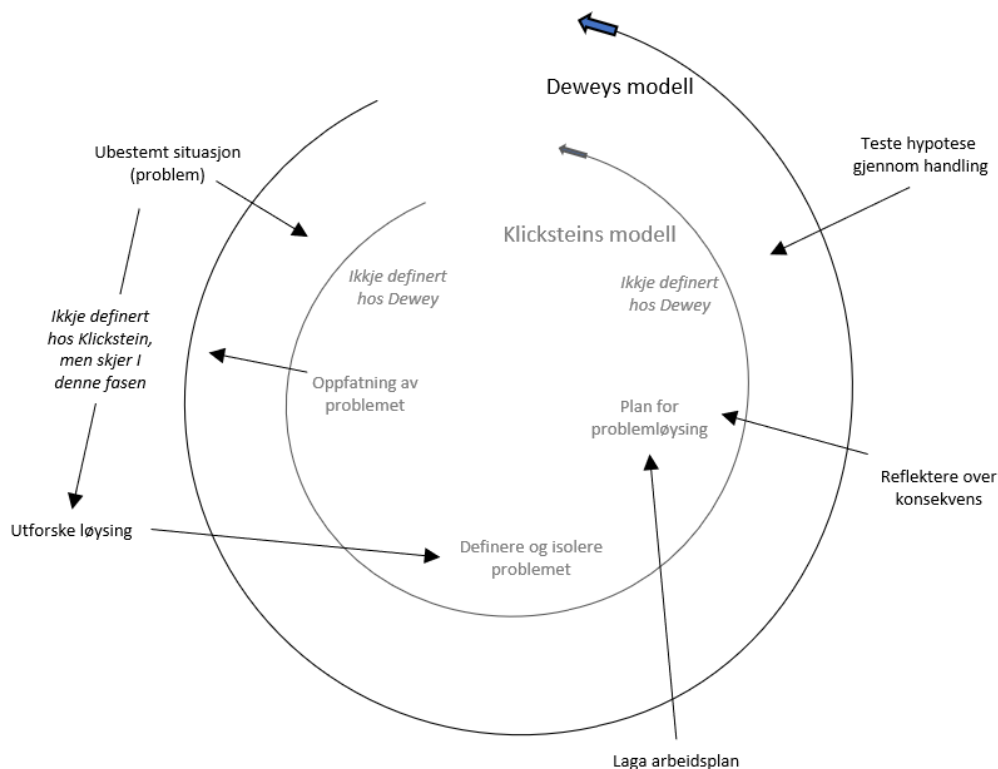 Deweys modell
Ubestemt situasjon
(problem)
Teste hypotese
gjennom handling
Klicksteins modell
Ikkje definert
hos Dewey
Ikkje definert
hos Dewey
Ikkje definert
hos Klickstein,
men skjer I
denne fasen
Oppfatning av
problemet
Plan for
problemløysing
Reflektere over
konsekvens
Utforske løysing
Definere og isolere
problemet
Laga arbeidsplan